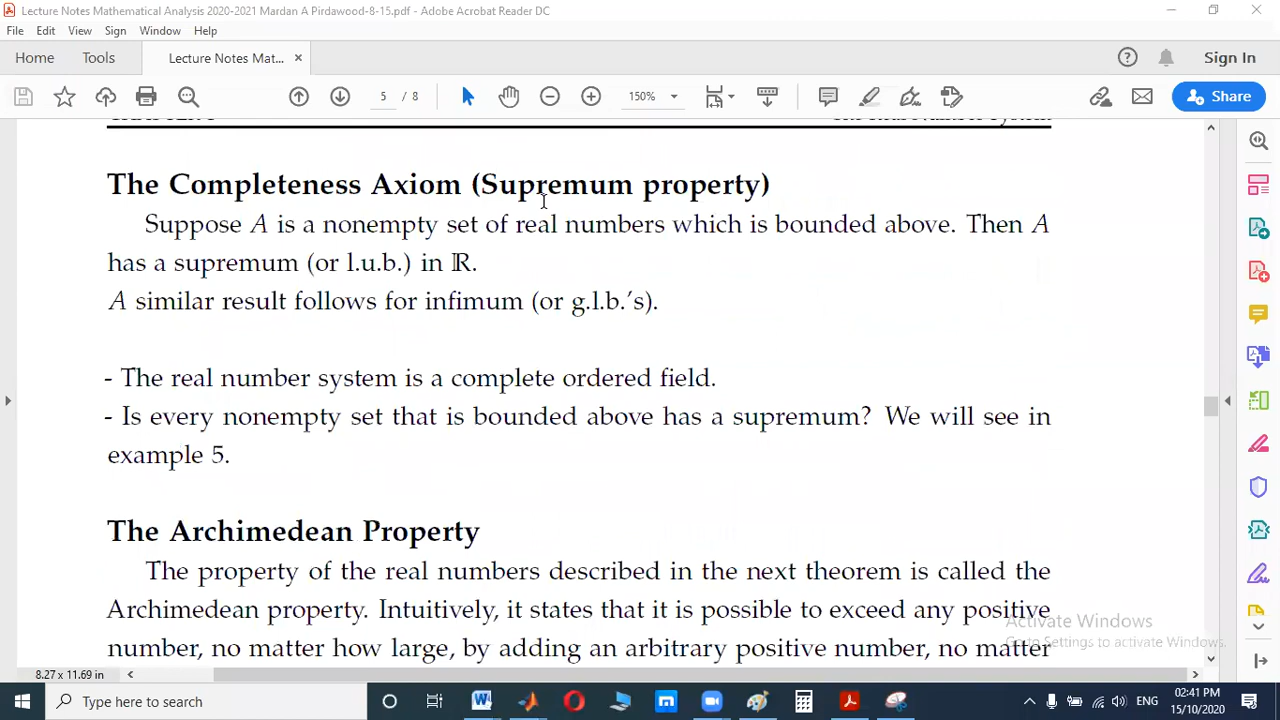 Lecture Notes Mathematical Analysis 2020-2021 Mardan A Pirdawood-8-15.pdf - Adobe Acrobat Reader DC
File Edit View Sign Window Help
Home Tools Lecture Notes Mat... × Sign In
5 / 8 150% Share
The Completeness Axiom (Supremum property)
Suppose A is a nonempty set of real numbers which is bounded above. Then A
has a supremum (or l.u.b.) in ℝ.
A similar result follows for infimum (or g.l.b.'s).
- The real number system is a complete ordered field.
- Is every nonempty set that is bounded above has a supremum? We will see in
example 5.
The Archimedean Property
The property of the real numbers described in the next theorem is called the
Archimedean property. Intuitively, it states that it is possible to exceed any positive
number, no matter how large, by adding an arbitrary positive number, no matter
Activate Windows
Go to Settings to activate Windows.
8.27 x 11.69 in
Type here to search
ENG
02:41 PM
15/10/2020